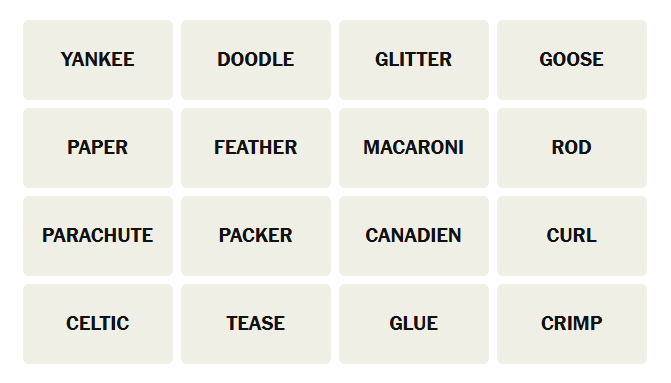 YANKEE
DOODLE
GLITTER
GOOSE
PAPER
FEATHER
MACARONI
ROD
PARACHUTE
PACKER
CANADIEN
CURL
CELTIC
TEASE
GLUE
CRIMP